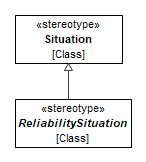 «stereotype»
Situation
[Class]
«stereotype»
ReliabilitySituation
[Class]